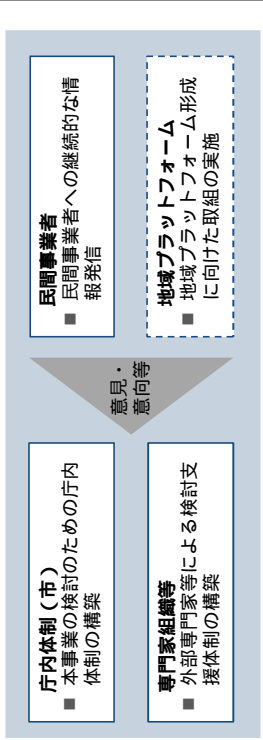 庁内体制（市）
■ 本事業の検討のための庁内
体制の構築
専門家組織等
■ 外部専門家等による検討支
援体制の構築
意見・
意向等
民間事業者
■ 民間事業者への継続的な情
報発信
地域プラットフォーム
■ 地域プラットフォーム形成
に向けた取組の実施